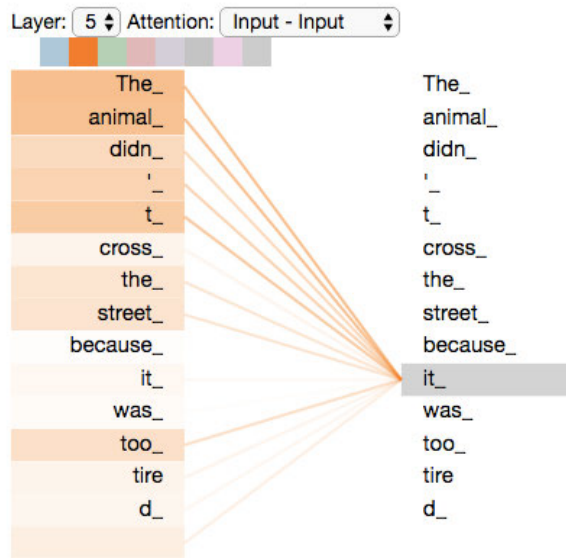 Layer: 5 Attention: Input - Input
The_ The_
animal_ animal_
didn_ didn_
'_ '_
t_ t_
cross_ cross_
the_ the_
street_ street_
because_ because_
it_ it_
was_ was_
too_ too_
tire tire
d_ d_